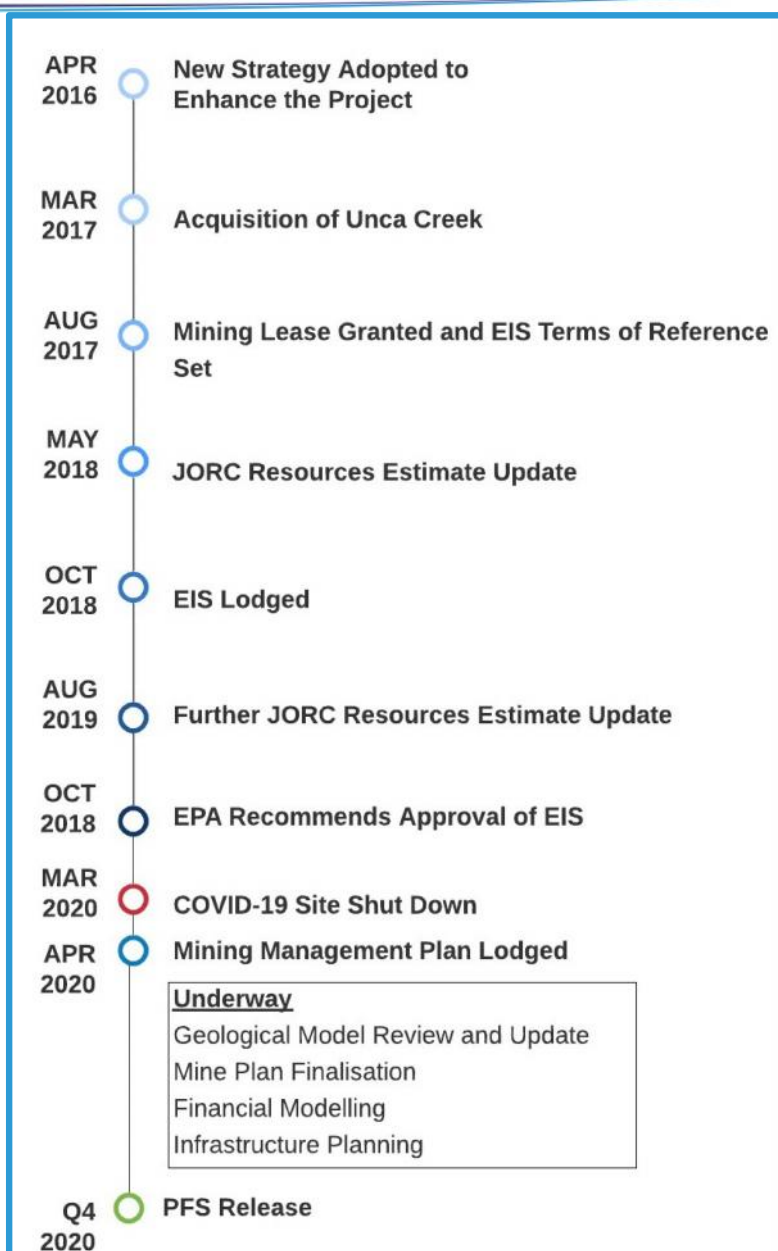 APR
2016
New Strategy Adopted to
Enhance the Project
MAR
2017
Acquisition of Unca Creek
AUG
2017
Mining Lease Granted and EIS Terms of Reference
Set
MAY
2018
JORC Resources Estimate Update
OCT
2018
EIS Lodged
AUG
2019
Further JORC Resources Estimate Update
OCT
2018
EPA Recommends Approval of EIS
MAR
2020
COVID-19 Site Shut Down
APR
2020
Mining Management Plan Lodged
Underway
Geological Model Review and Update
Mine Plan Finalisation
Financial Modelling
Infrastructure Planning
Q4
2020
PFS Release